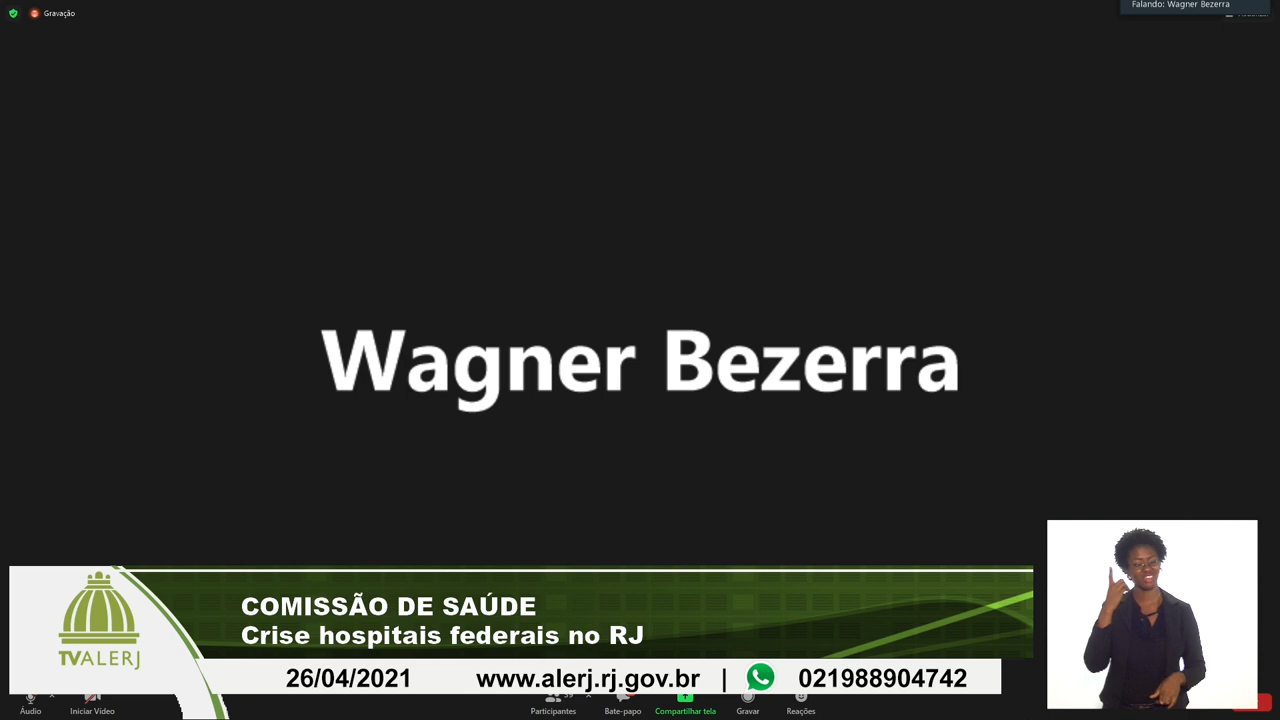 Gravação
Falando: Wagner Bezerra
Wagner Bezerra
COMISSÃO DE SAÚDE
Crise hospitais federais no RJ
TVALERJ
26/04/2021 www.alerj.rj.gov.br | 021988904742
Áudio Iniciar Vídeo Participantes Bate-papo Compartilhar tela Gravar Reações